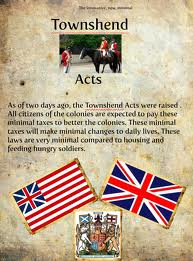 The innovative, new, minimal
Townshend
Acts
As of two days ago, the Townshend Acts were raised .
All citizens of the colonies are expected to pay these
minimal taxes to better the colonies. These minimal
taxes will make minimal changes to daily lives. These
laws are very minimal compared to housing and
feeding hungry soldiers.